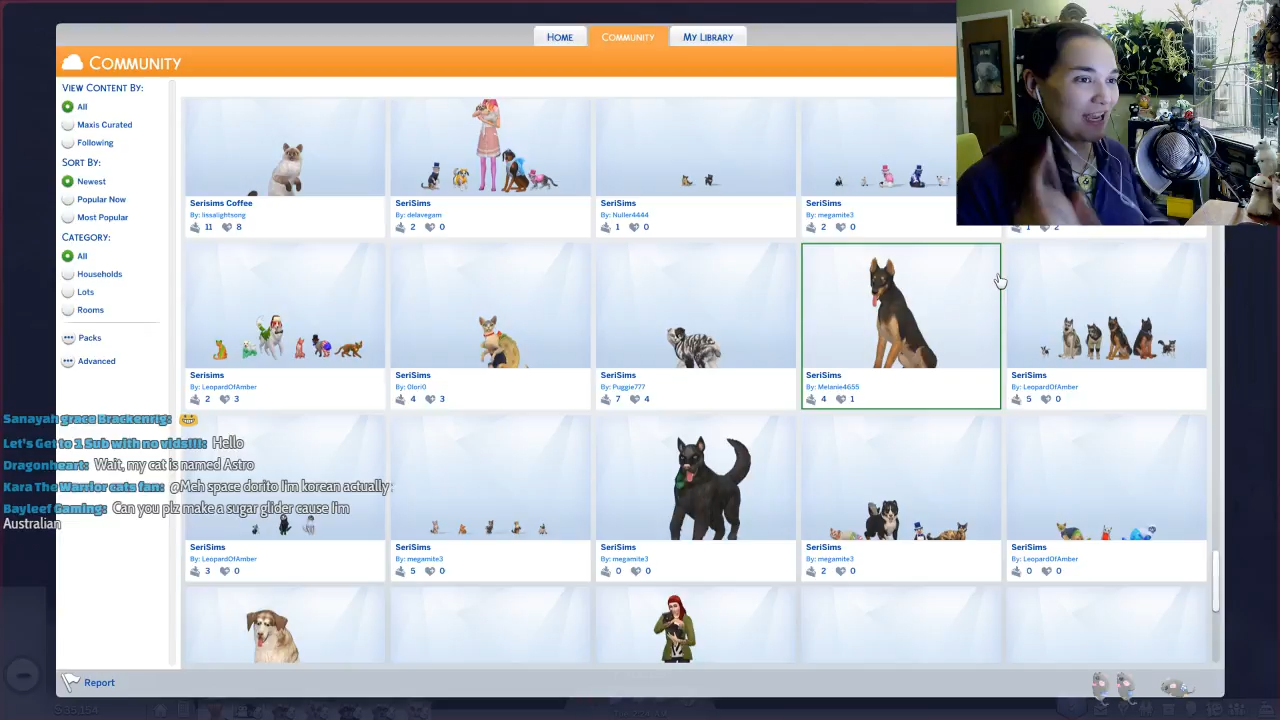 Home
Community
My Library
Community
View Content By:
All
Maxis Curated
Following
Sort By:
Newest
Popular Now
Most Popular
Category:
All
Households
Lots
Rooms
Packs
Advanced
Serisims Coffee
By: lissalightsong
11 8
SeriSims
By: delavegam
2 0
SeriSims
By: Nuller4444
1 0
SeriSims
By: megamite3
2 0
1 2
Serisims
By: LeopardOfAmber
2 3
SeriSims
By: 0lori0
4 3
SeriSims
By: Puggie777
7 4
SeriSims
By: Melanie4655
4 1
SeriSims
By: LeopardOfAmber
5 0
SeriSims
By: LeopardOfAmber
3 0
SeriSims
By: megamite3
5 0
SeriSims
By: megamite3
0 0
SeriSims
By: megamite3
2 0
SeriSims
By: LeopardOfAmber
0 0
Sanayah grace Brackenrig:
Let's Get to 1 Sub with no vids!!!: Hello
Dragonheart: Wait, my cat is named Astro
Kara The Warrior cats fan: @Meh space dorito I'm korean actually
Bayleef Gaming: Can you plz make a sugar glider cause I'm
Australian
Report
§35,154